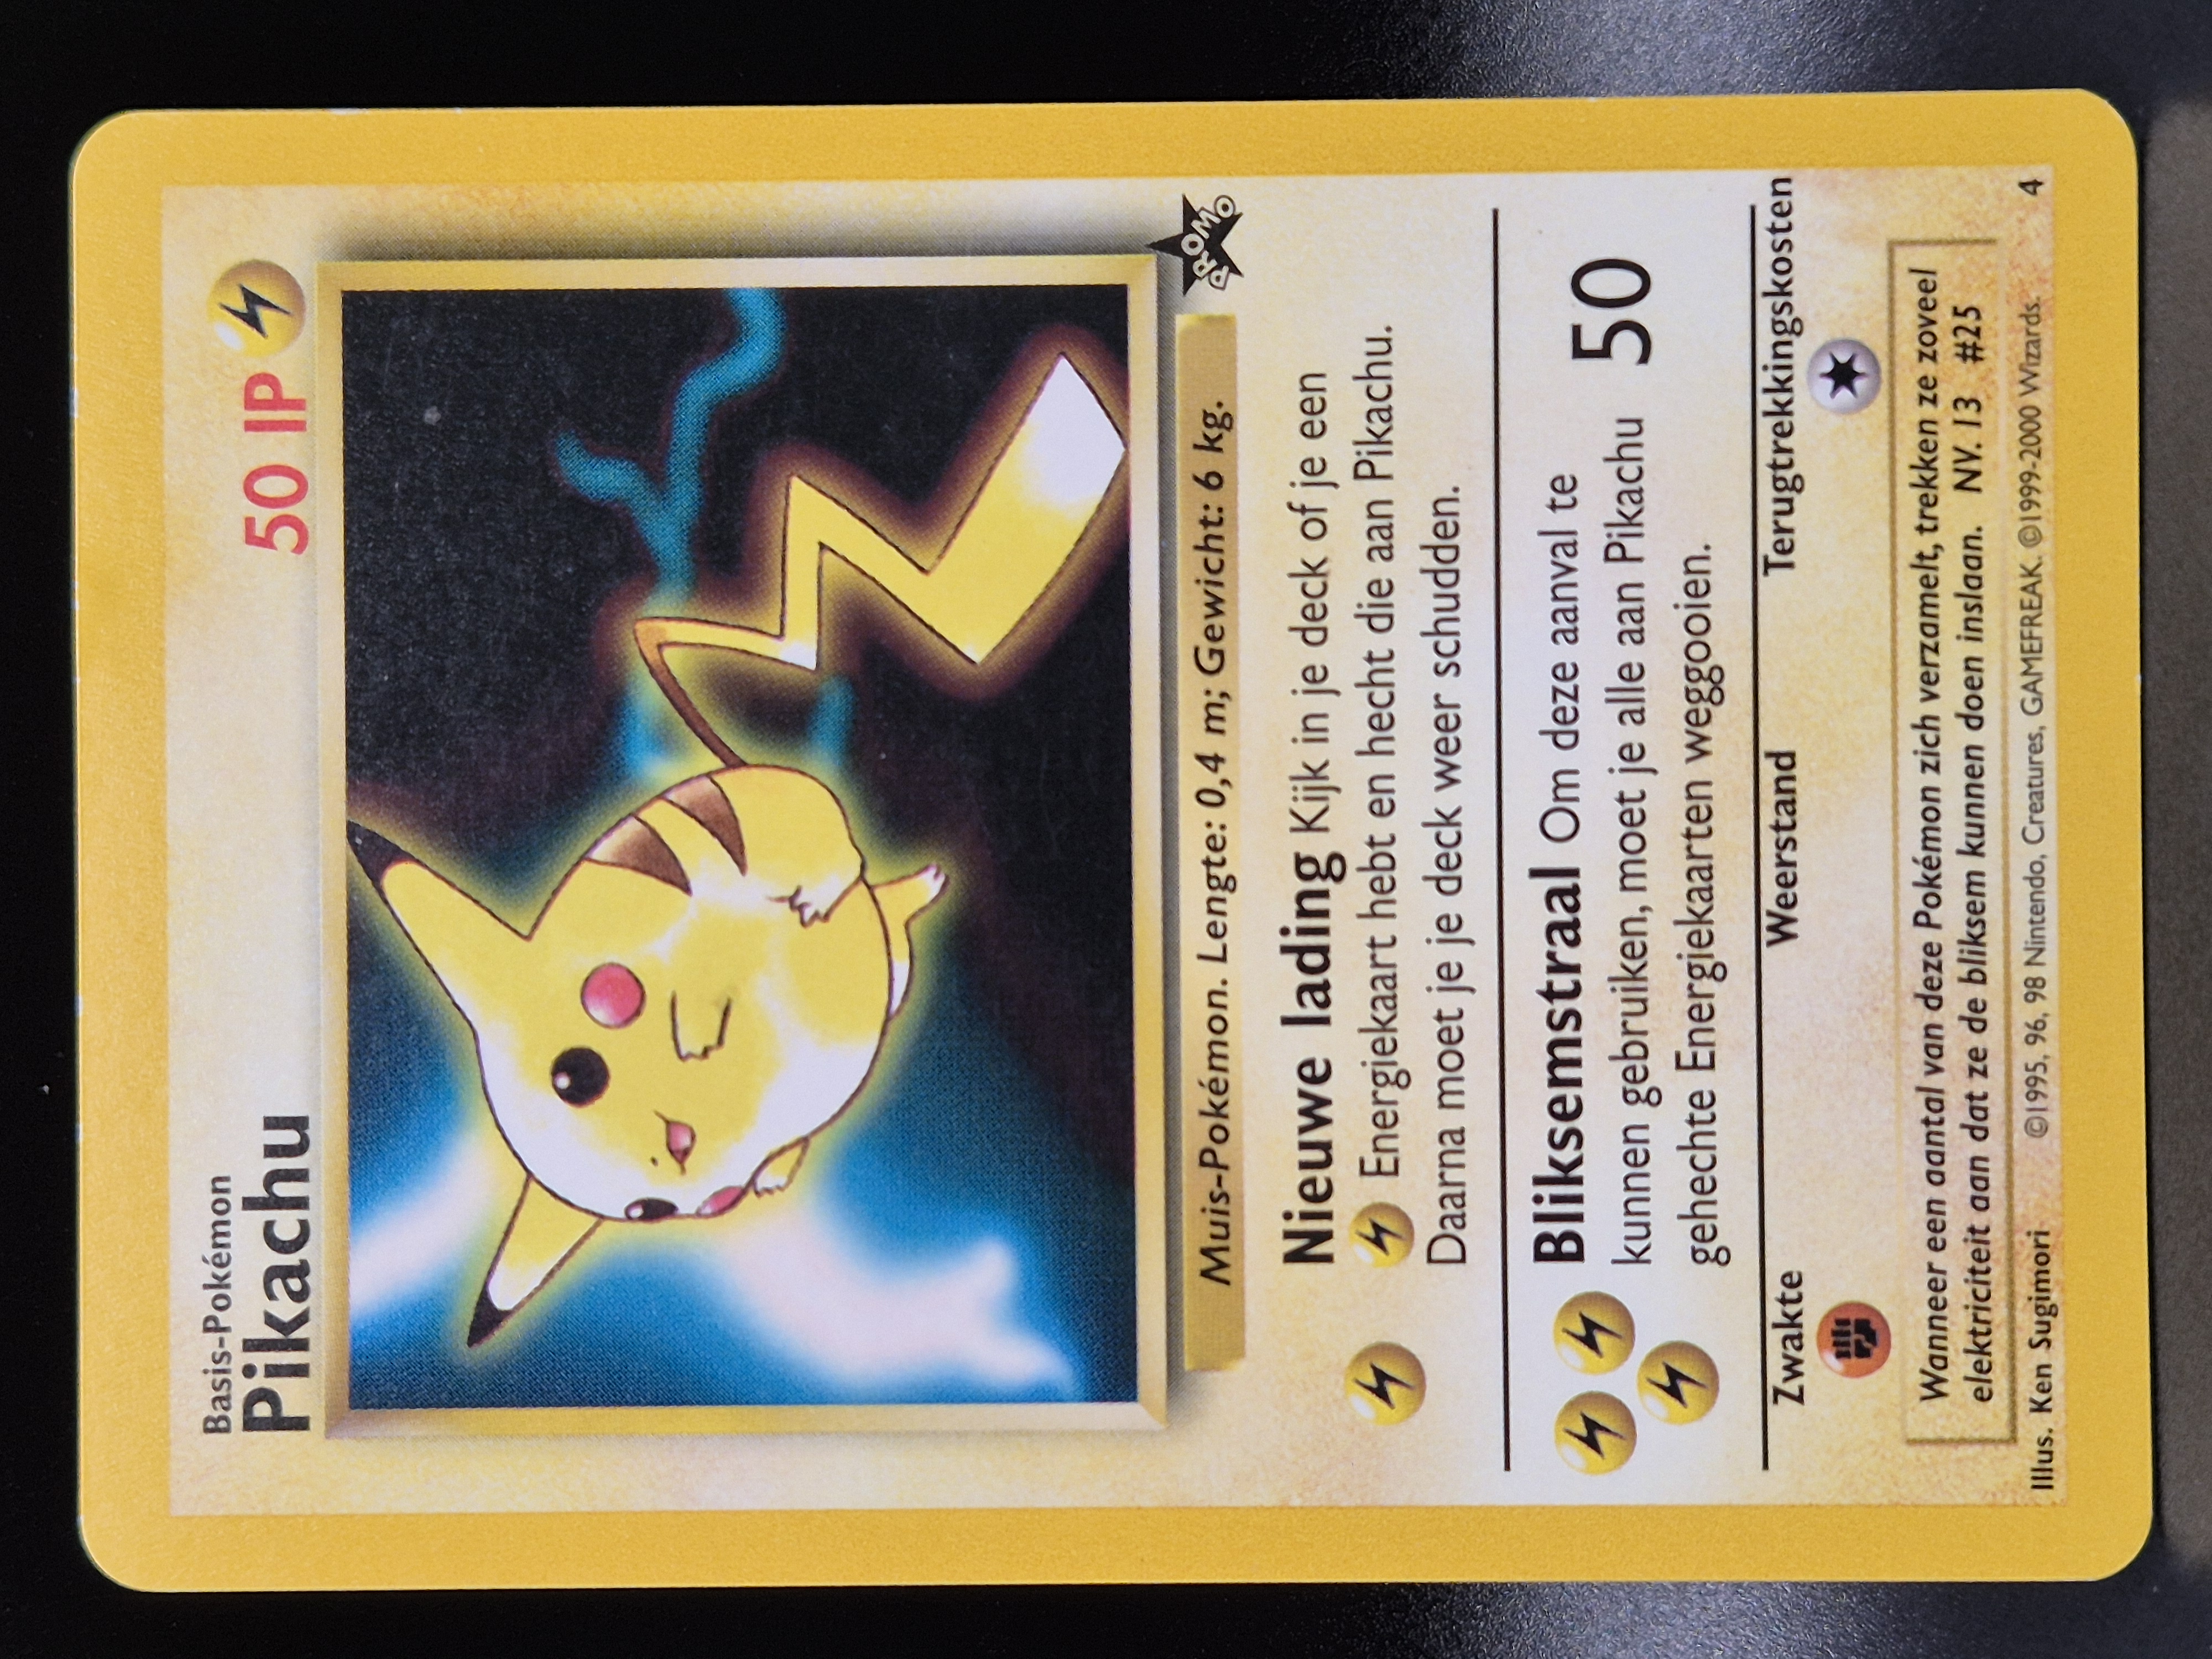 Basis-Pokémon
Pikachu
50 IP
Muis-Pokémon. Lengte: 0,4 m; Gewicht: 6 kg.
PROMO
Nieuwe lading Kijk in je deck of je een
Energiekaart hebt en hecht die aan Pikachu.
Daarna moet je je deck weer schudden.
Bliksemstraal Om deze aanval te
kunnen gebruiken, moet je alle aan Pikachu
gehechte Energiekaarten weggooien.
50
Zwakte Weerstand Terugtrekkingskosten
Wanneer een aantal van deze Pokémon zich verzamelt, trekken ze zoveel
elektriciteit aan dat ze de bliksem kunnen doen inslaan. NV. 13 #25
Illus. Ken Sugimori ©1995, 96, 98 Nintendo, Creatures, GAMEFREAK. ©1999-2000 Wizards. 4